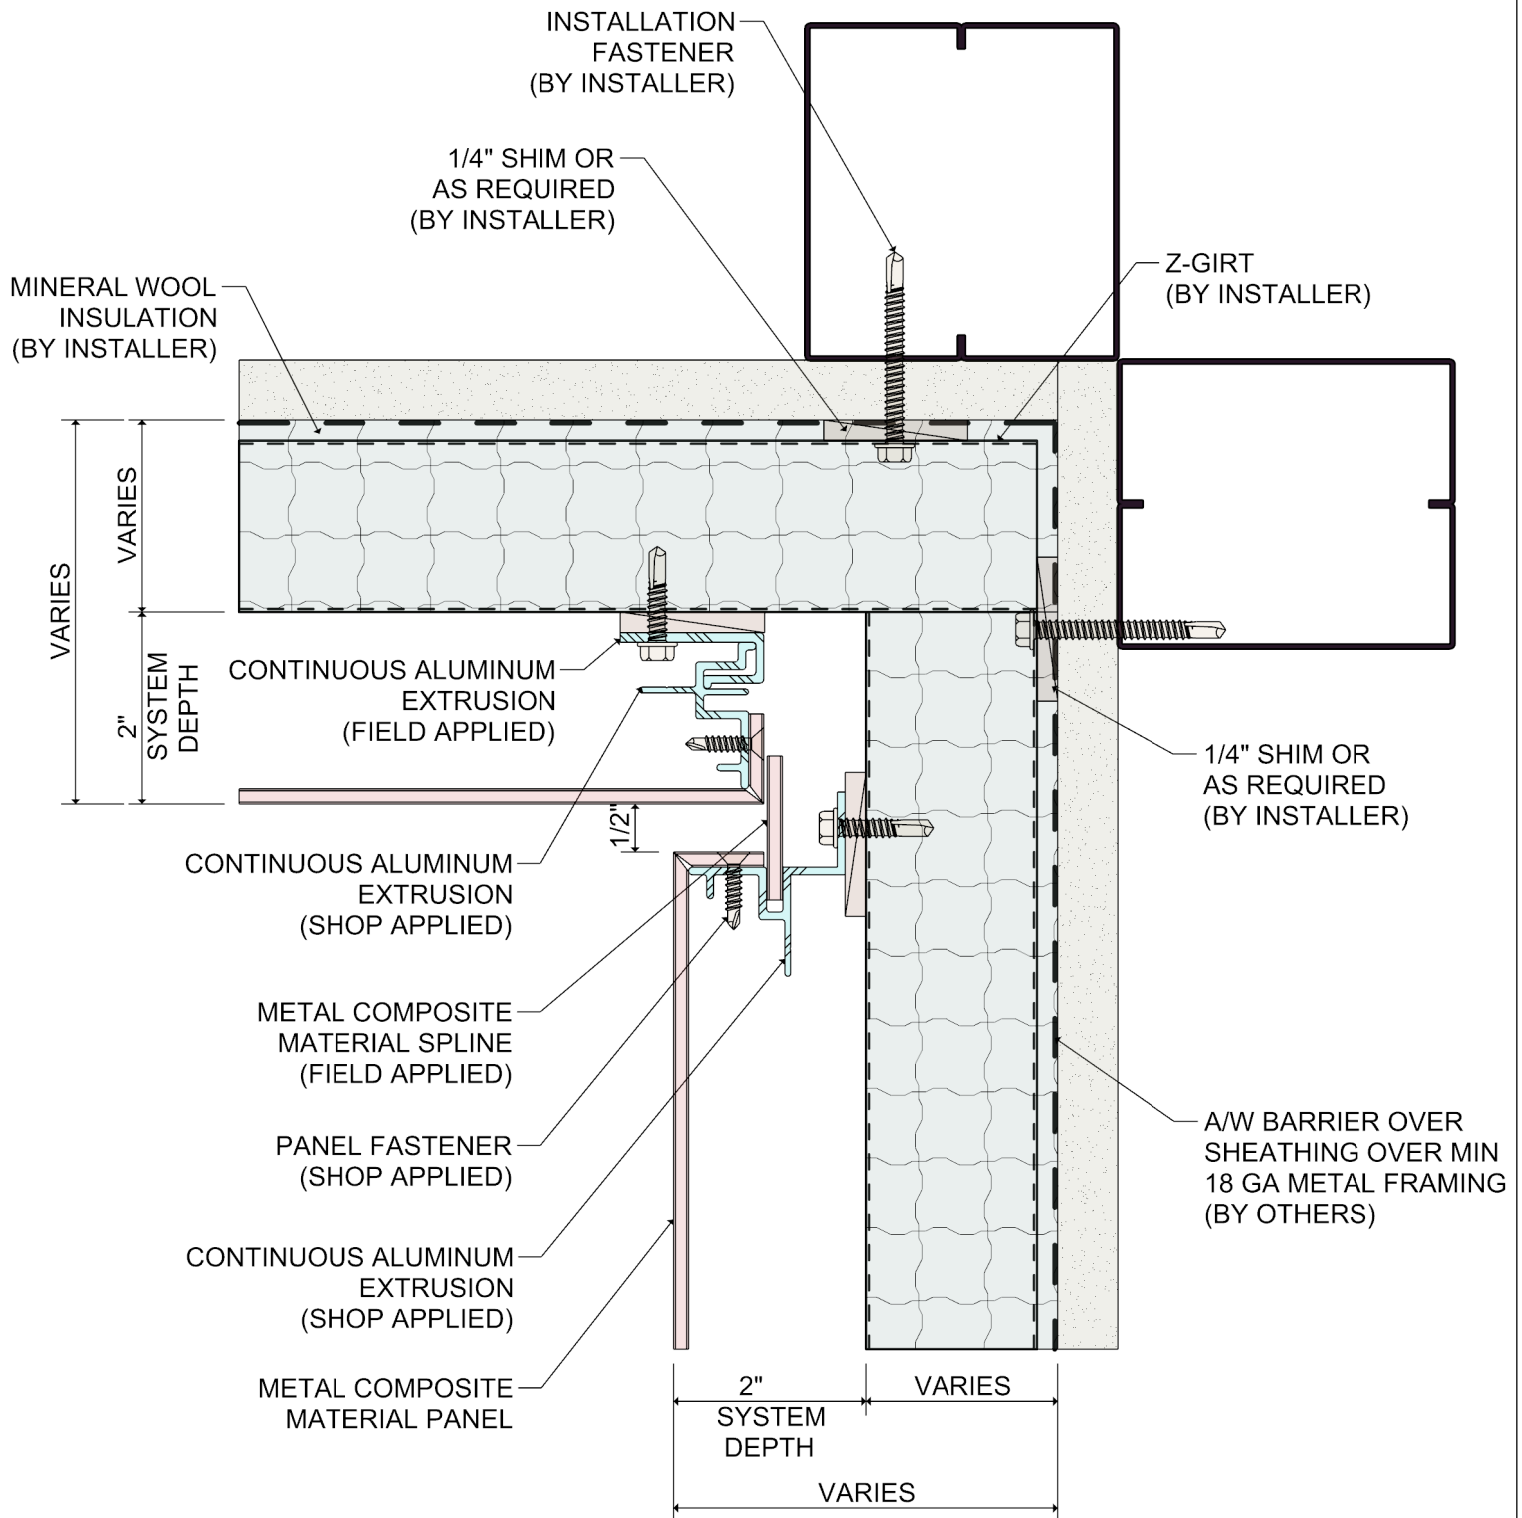 INSTALLATION
FASTENER
(BY INSTALLER)
1/4" SHIM OR
AS REQUIRED
(BY INSTALLER)
Z-GIRT
(BY INSTALLER)
MINERAL WOOL
INSULATION
(BY INSTALLER)
VARIES
VARIES
2"
SYSTEM
DEPTH
CONTINUOUS ALUMINUM
EXTRUSION
(FIELD APPLIED)
1/4" SHIM OR
AS REQUIRED
(BY INSTALLER)
1/2"
CONTINUOUS ALUMINUM
EXTRUSION
(SHOP APPLIED)
METAL COMPOSITE
MATERIAL SPLINE
(FIELD APPLIED)
PANEL FASTENER
(SHOP APPLIED)
A/W BARRIER OVER
SHEATHING OVER MIN
18 GA METAL FRAMING
(BY OTHERS)
CONTINUOUS ALUMINUM
EXTRUSION
(SHOP APPLIED)
METAL COMPOSITE
MATERIAL PANEL
2"
SYSTEM
DEPTH
VARIES
VARIES